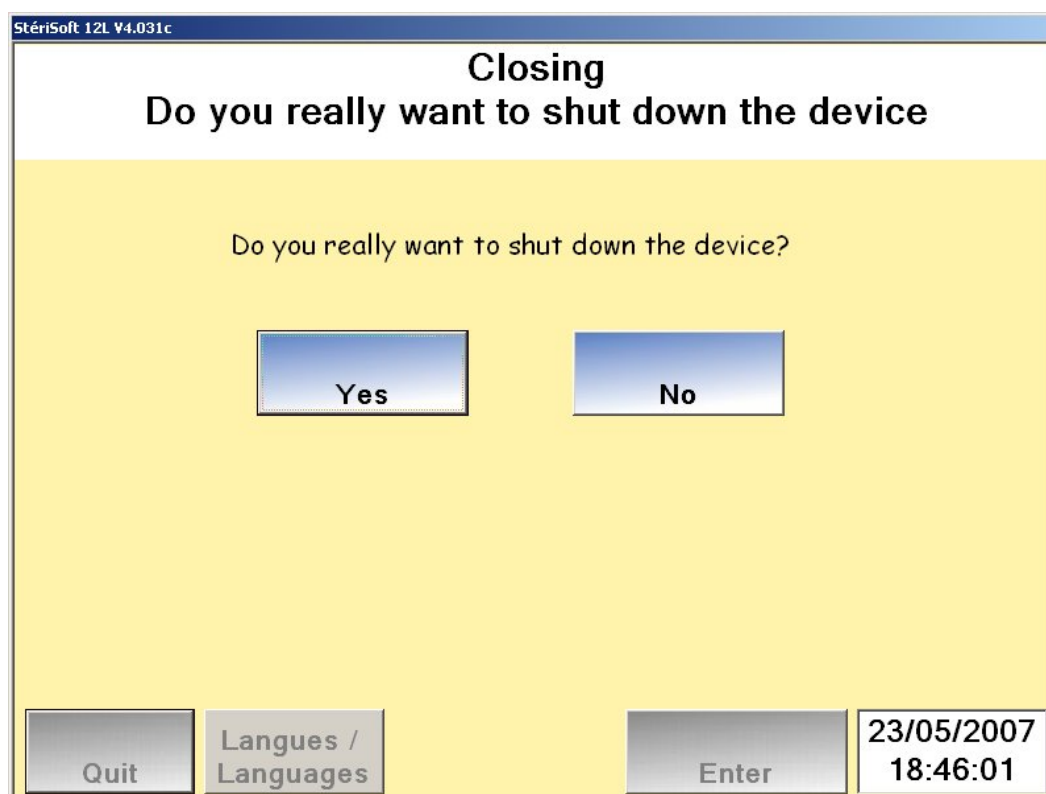 StériSoft 12L V4.031c
Closing
Do you really want to shut down the device
Do you really want to shut down the device?
Yes
No
Quit
Langues /
Languages
Enter
23/05/2007
18:46:01